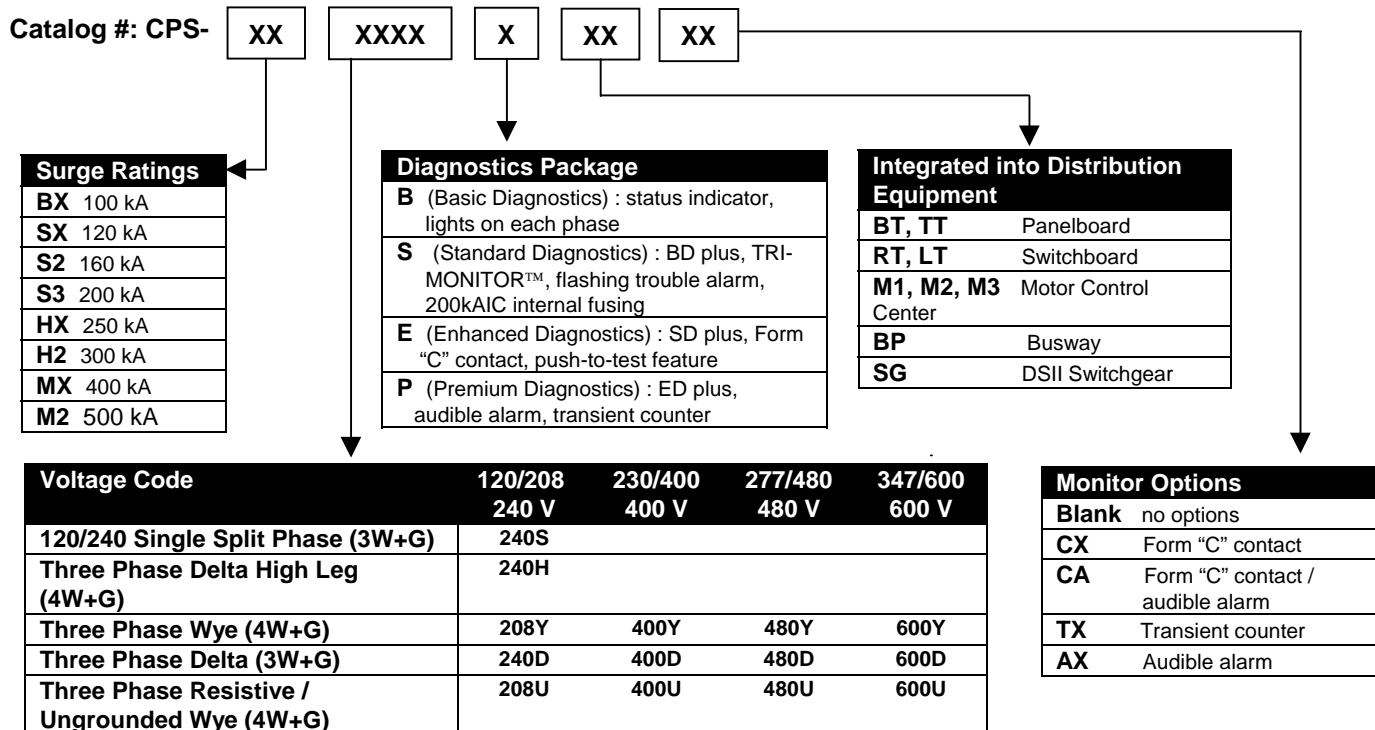 Catalog #: CPS- XX XXXX X XX XX
Surge Ratings
BX 100 kA
SX 120 kA
S2 160 kA
S3 200 kA
HX 250 kA
H2 300 kA
MX 400 kA
M2 500 kA
Diagnostics Package
B (Basic Diagnostics) : status indicator,
lights on each phase
S (Standard Diagnostics) : BD plus, TRI-
MONITOR™, flashing trouble alarm,
200kAIC internal fusing
E (Enhanced Diagnostics) : SD plus, Form
“C” contact, push-to-test feature
P (Premium Diagnostics) : ED plus,
audible alarm, transient counter
Integrated into Distribution
Equipment
BT, TT Panelboard
RT, LT Switchboard
M1, M2, M3 Motor Control
Center
BP Busway
SG DSII Switchgear
Voltage Code 120/208 230/400 277/480 347/600
240 V 400 V 480 V 600 V
120/240 Single Split Phase (3W+G) 240S
Three Phase Delta High Leg 240H
(4W+G)
Three Phase Wye (4W+G) 208Y 400Y 480Y 600Y
Three Phase Delta (3W+G) 240D 400D 480D 600D
Three Phase Resistive / 208U 400U 480U 600U
Ungrounded Wye (4W+G)
Monitor Options
Blank no options
CX Form “C” contact
CA Form “C” contact /
audible alarm
TX Transient counter
AX Audible alarm